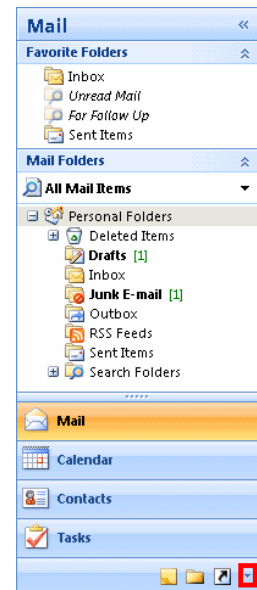 Mail
Favorite Folders
Inbox
Unread Mail
For Follow Up
Sent Items
Mail Folders
All Mail Items
Personal Folders
Deleted Items
Drafts [1]
Inbox
Junk E-mail [1]
Outbox
RSS Feeds
Sent Items
Search Folders
Mail
Calendar
Contacts
Tasks